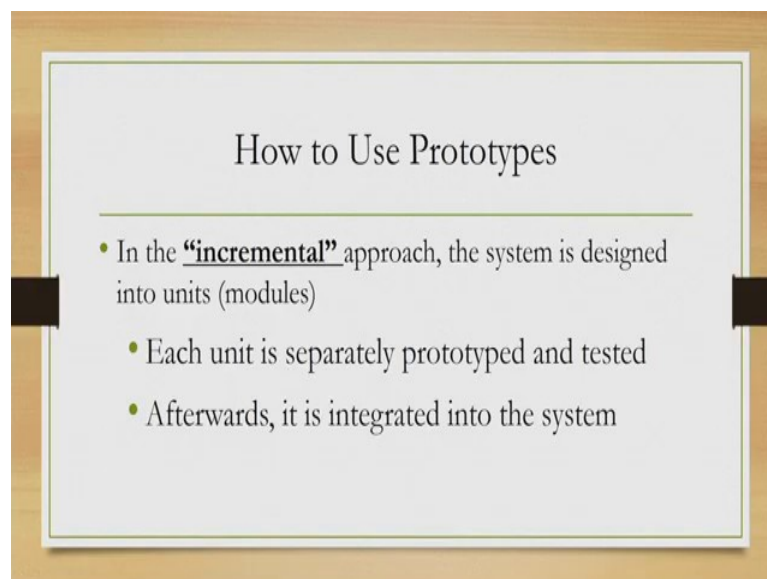 How to Use Prototypes
• In the “incremental” approach, the system is designed
into units (modules)
• Each unit is separately prototyped and tested
• Afterwards, it is integrated into the system